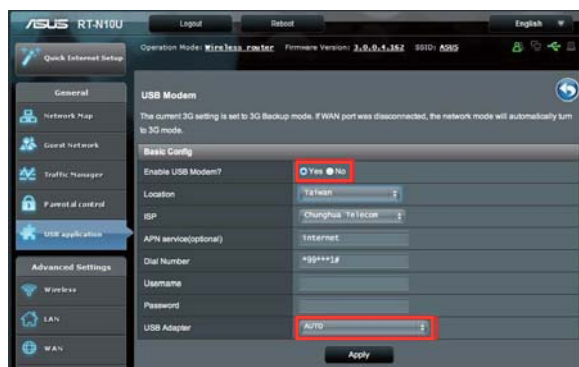 ASUS RT-N10U
Logout
Reboot
English
Quick Internet Setup
Operation Mode: Wireless router Firmware Version: 3.0.0.4.162 SSID: ASUS
General
Network Map
Guest Network
Traffic Manager
Parental control
USB application
Advanced Settings
Wireless
LAN
WAN
USB Modem
The current 3G setting is set to 3G Backup mode. If WAN port was disconnected, the network mode will automatically turn
to 3G mode.
Basic Config
Enable USB Modem? Yes No
Location Taiwan
ISP Chunghua Telecom
APN service(optional) internet
Dial Number *99***1#
Username
Password
USB Adapter AUTO
Apply